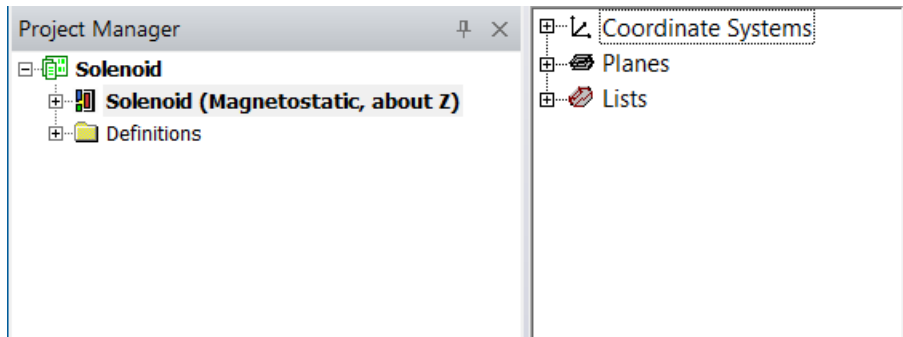 Project Manager
Solenoid
Solenoid (Magnetostatic, about Z)
Definitions
Coordinate Systems
Planes
Lists